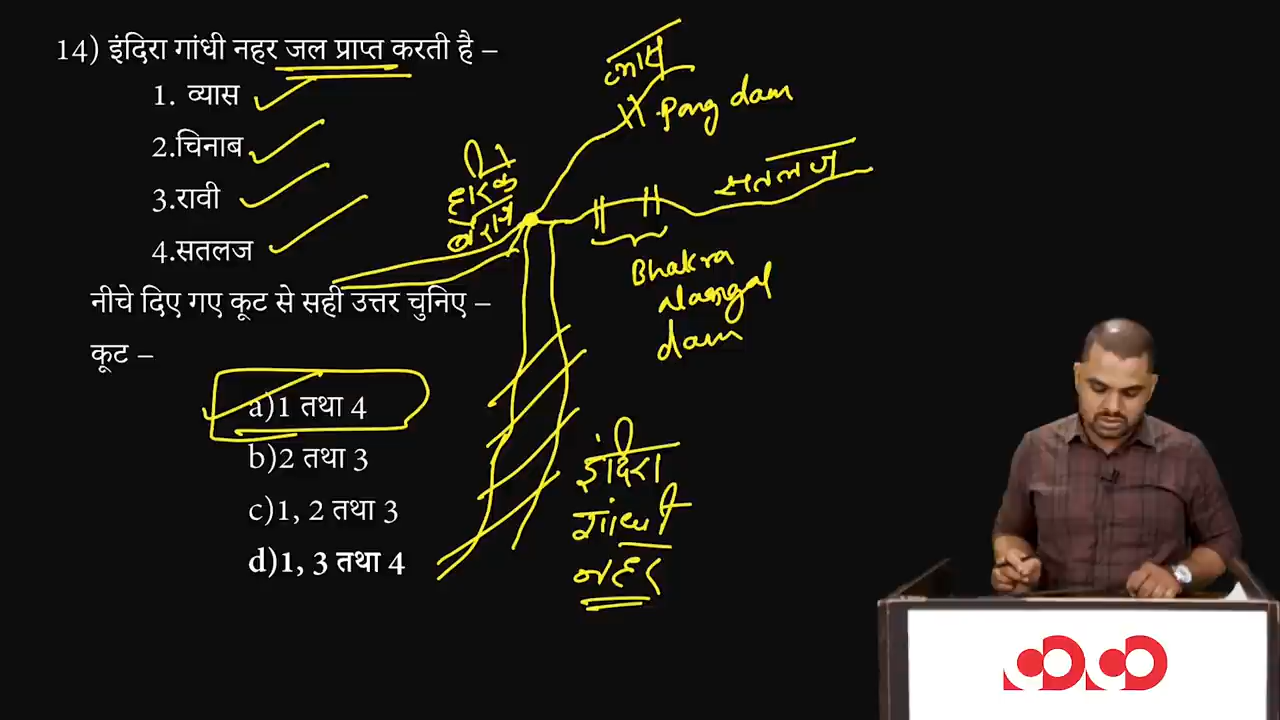 14) इंदिरा गांधी नहर जल प्राप्त करती है –
1. व्यास
2.चिनाब
3.रावी
4.सतलज
नीचे दिए गए कूट से सही उत्तर चुनिए –
कूट –
a)1 तथा 4
b)2 तथा 3
c)1, 2 तथा 3
d)1, 3 तथा 4
व्यास
Pong dam
सतलज
हरिके
बैराज
Bhakra
Nangal
dam
इंदिरा
गांधी
नहर